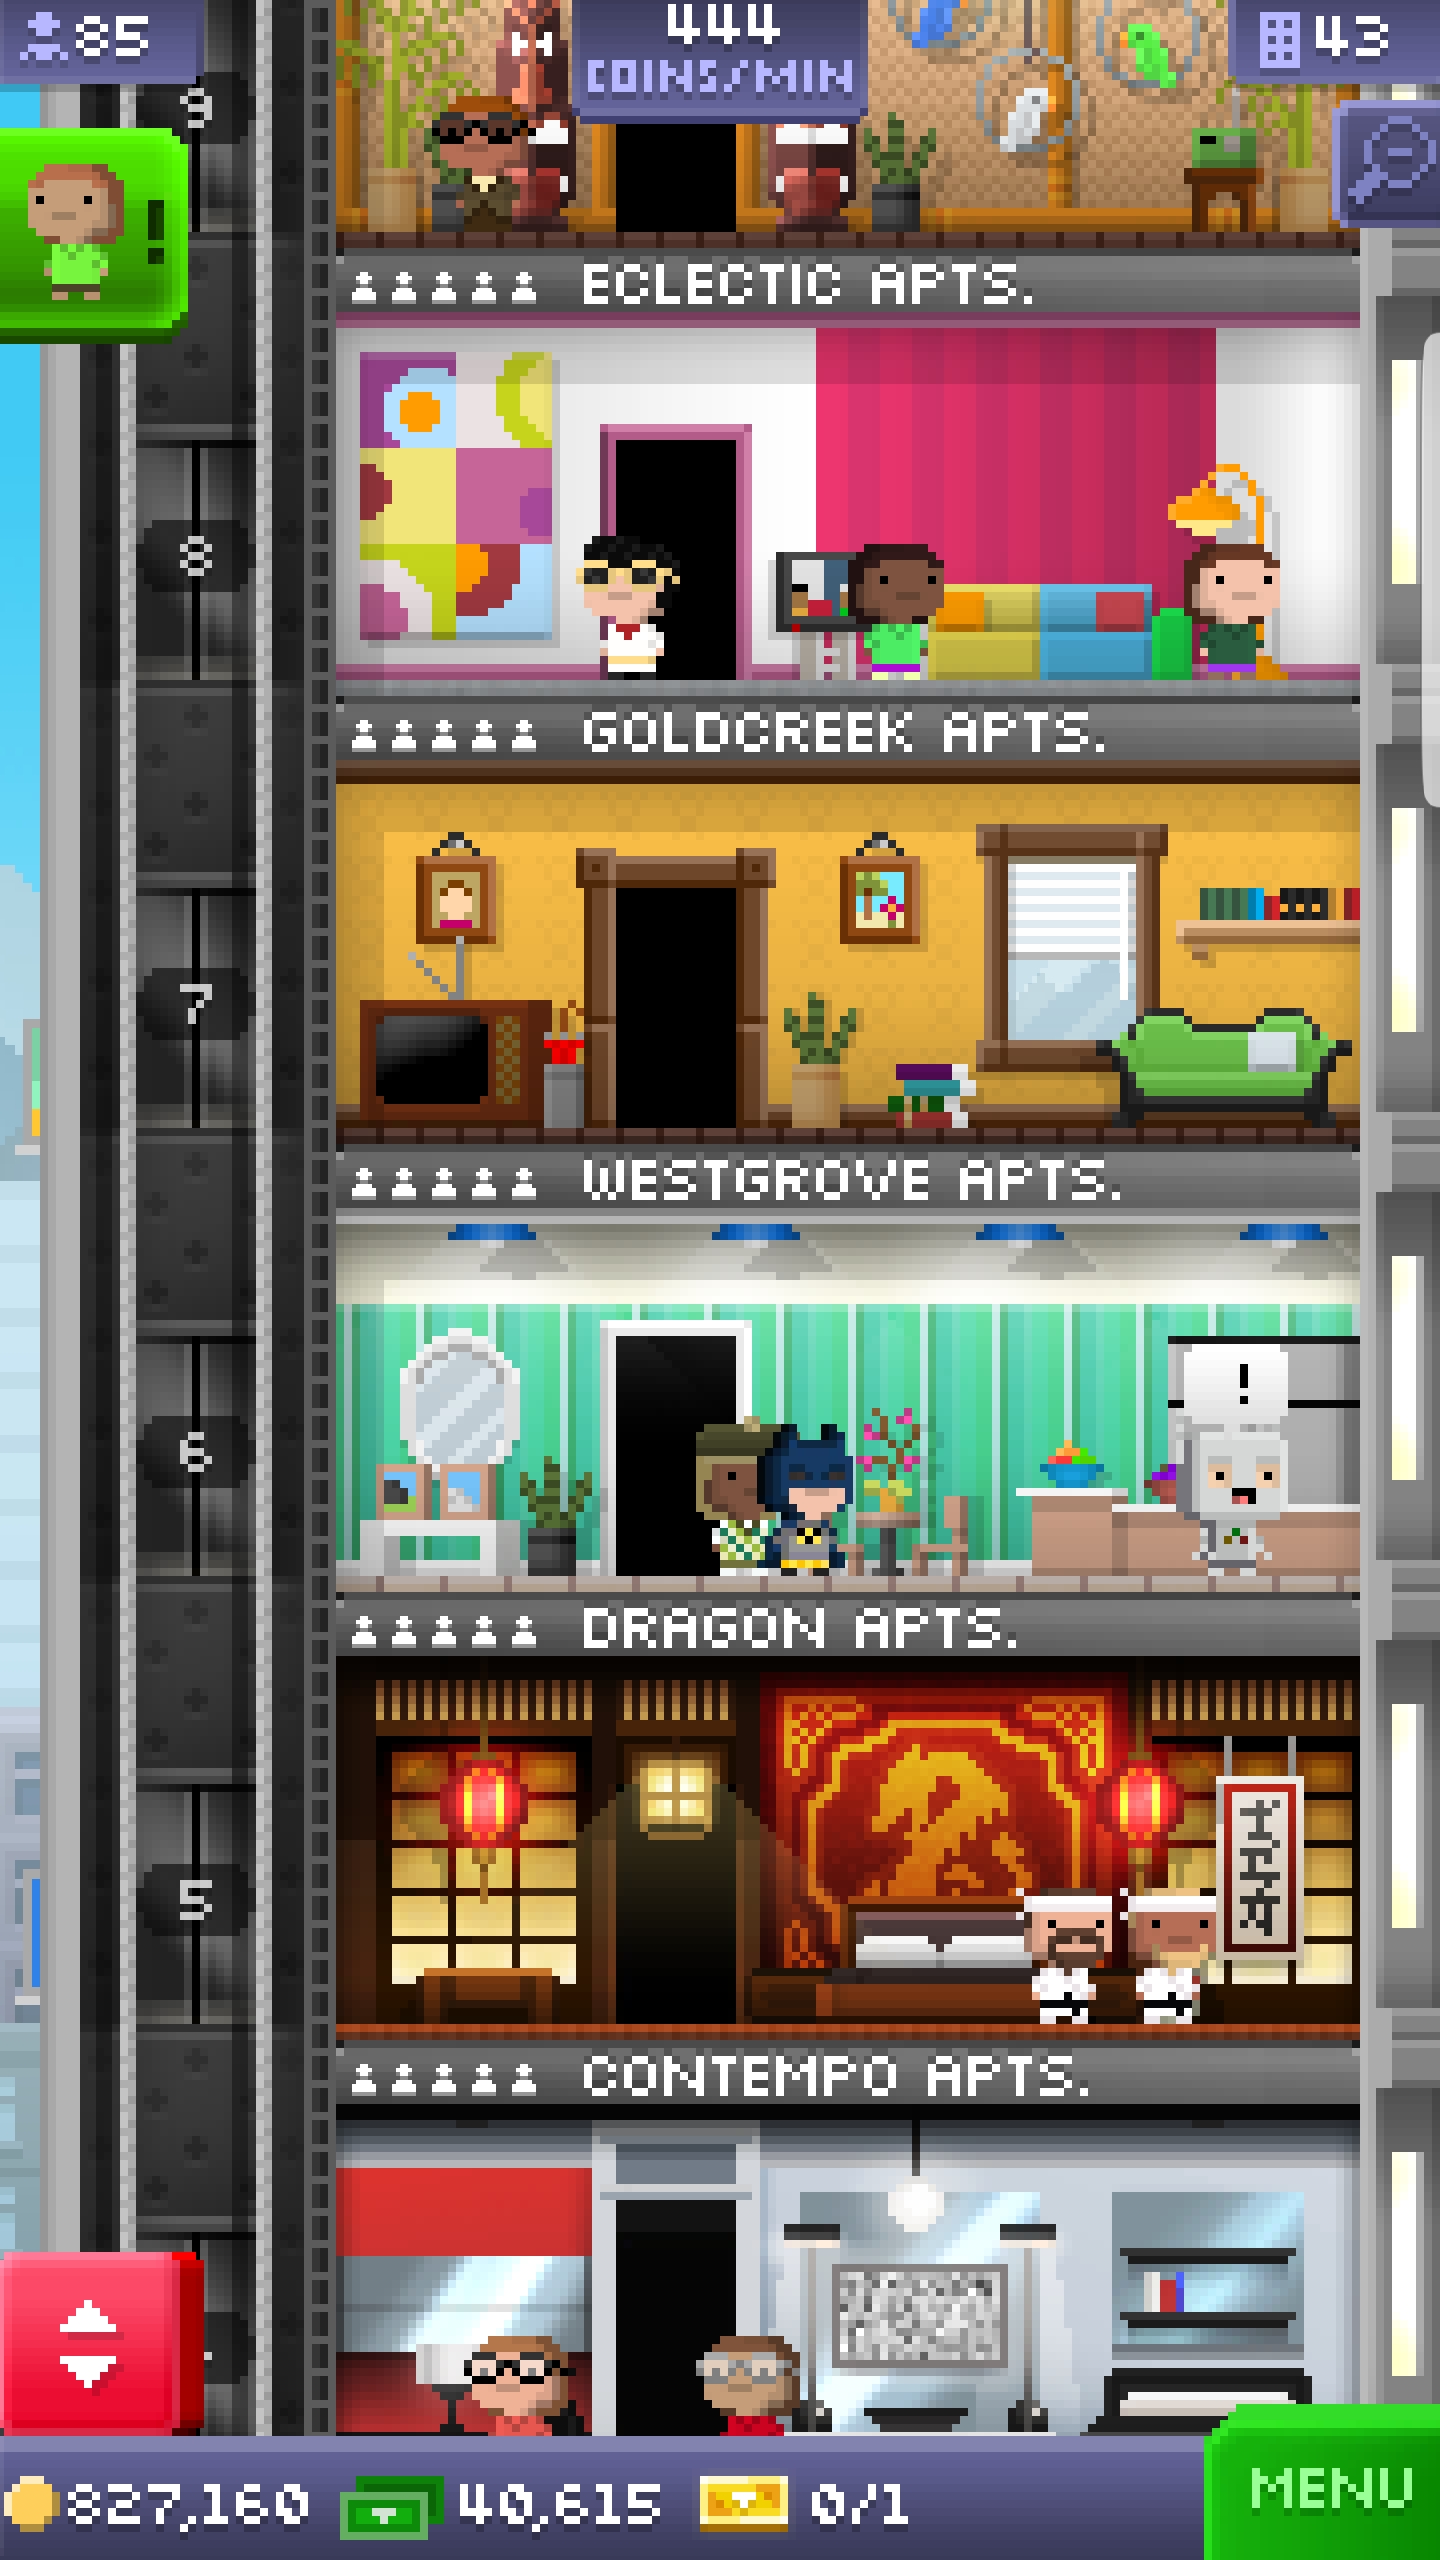 85
444
COINS/MIN
43
9
!
ECLECTIC APTS.
8
GOLDCREEK APTS.
7
WESTGROVE APTS.
!
6
DRAGON APTS.
5
CONTEMPO APTS.
827,160
40,615
0/1
MENU